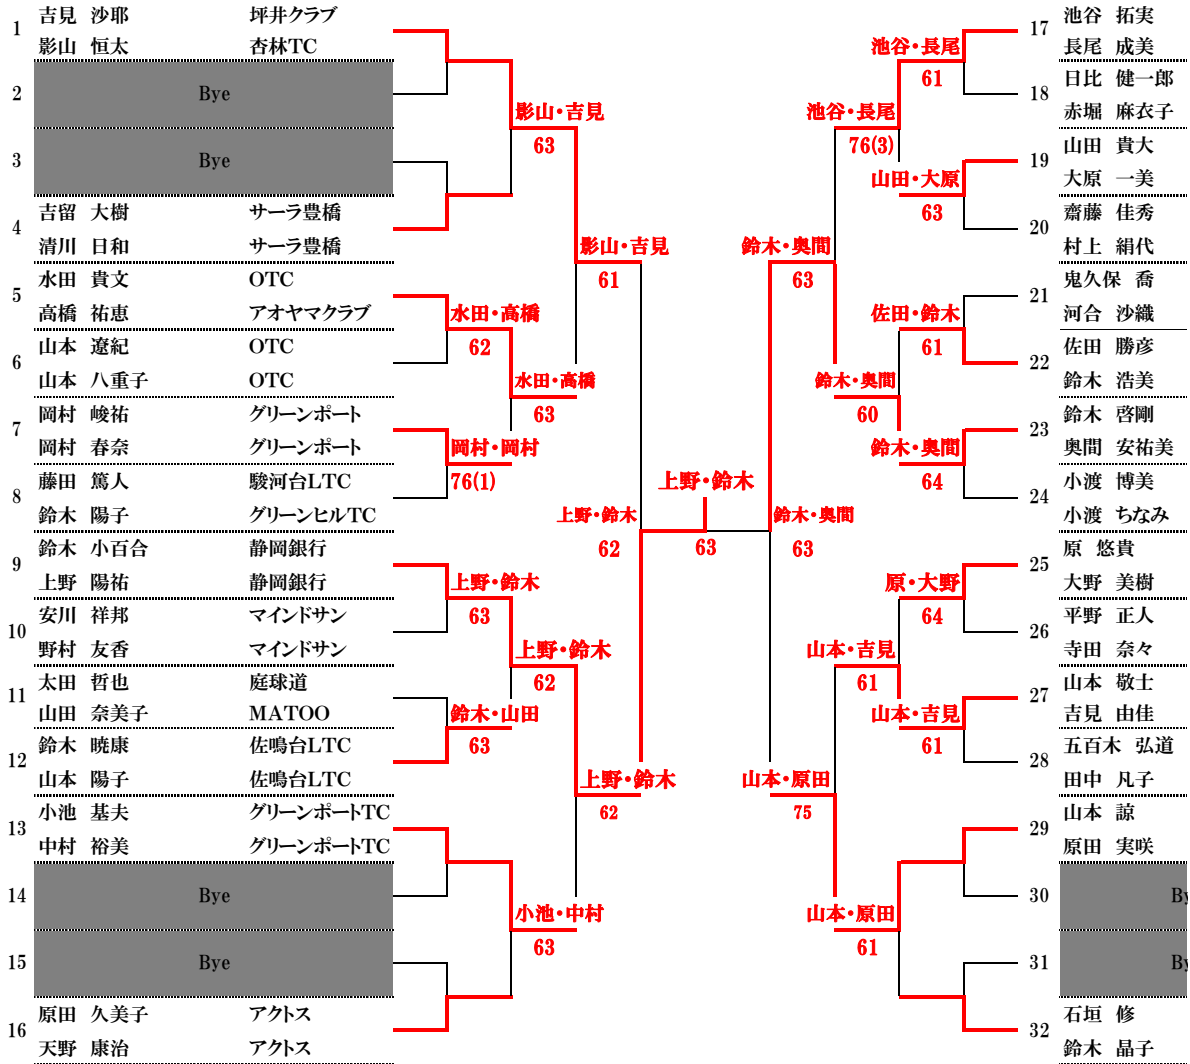 1 吉見 沙耶 坪井クラブ
影山 恒太 杏林TC
2 Bye
3 Bye
4 吉留 大樹 サーラ豊橋
清川 日和 サーラ豊橋
5 水田 貴文 OTC
高橋 祐恵 アオヤマクラブ
6 山本 遼紀 OTC
山本 八重子 OTC
7 岡村 峻祐 グリーンポート
岡村 春奈 グリーンポート
8 藤田 篤人 駿河台LTC
鈴木 陽子 グリーンヒルTC
9 鈴木 小百合 静岡銀行
上野 陽祐 静岡銀行
10 安川 祥邦 マインドサン
野村 友香 マインドサン
11 太田 哲也 庭球道
山田 奈美子 MATOO
12 鈴木 暁康 佐鳴台LTC
山本 陽子 佐鳴台LTC
13 小池 基夫 グリーンポートTC
中村 裕美 グリーンポートTC
14 Bye
15 Bye
16 原田 久美子 アクトス
天野 康治 アクトス
水田・高橋
62
岡村・岡村
76(1)
上野・鈴木
63
鈴木・山田
63
影山・吉見
63
水田・高橋
63
上野・鈴木
62
小池・中村
63
影山・吉見
61
上野・鈴木
62
上野・鈴木
62
上野・鈴木
63
鈴木・奥間
63
鈴木・奥間
63
山本・原田
75
池谷・長尾
76(3)
鈴木・奥間
60
山本・吉見
61
山本・原田
61
池谷・長尾
61
山田・大原
63
佐田・鈴木
61
鈴木・奥間
64
原・大野
64
山本・吉見
61
17 池谷 拓実
長尾 成美
18 日比 健一郎
赤堀 麻衣子
19 山田 貴大
大原 一美
20 齋藤 佳秀
村上 絹代
21 鬼久保 喬
河合 沙織
22 佐田 勝彦
鈴木 浩美
23 鈴木 啓剛
奥間 安祐美
24 小渡 博美
小渡 ちなみ
25 原 悠貴
大野 美樹
26 平野 正人
寺田 奈々
27 山本 敬士
吉見 由佳
28 五百木 弘道
田中 凡子
29 山本 諒
原田 実咲
30 By
31 By
32 石垣 修
鈴木 晶子